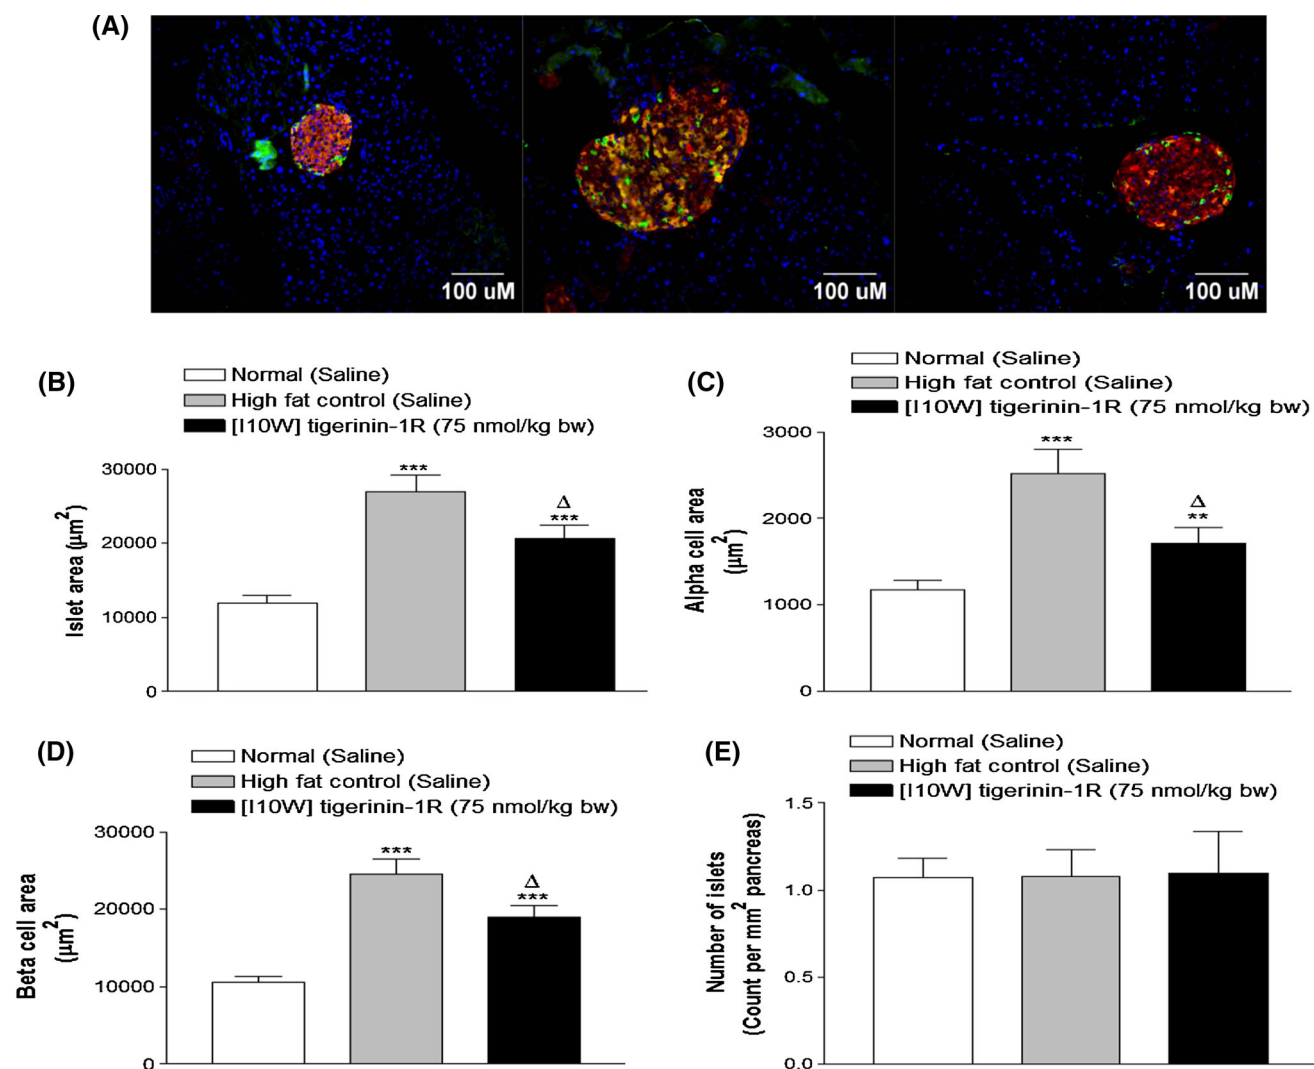 (A)
100 uM
100 uM
100 uM
(B)
Normal (Saline)
High fat control (Saline)
[I10W] tigerinin-1R (75 nmol/kg bw)
Islet area (μm²)
30000
20000
10000
0
***
Δ
***
(C)
Normal (Saline)
High fat control (Saline)
[I10W] tigerinin-1R (75 nmol/kg bw)
Alpha cell area
(μm²)
3000
2000
1000
0
***
Δ
**
(D)
Normal (Saline)
High fat control (Saline)
[I10W] tigerinin-1R (75 nmol/kg bw)
Beta cell area
(μm²)
30000
20000
10000
0
***
Δ
***
(E)
Normal (Saline)
High fat control (Saline)
[I10W] tigerinin-1R (75 nmol/kg bw)
Number of islets
(Count per mm² pancreas)
1.5
1.0
0.5
0.0